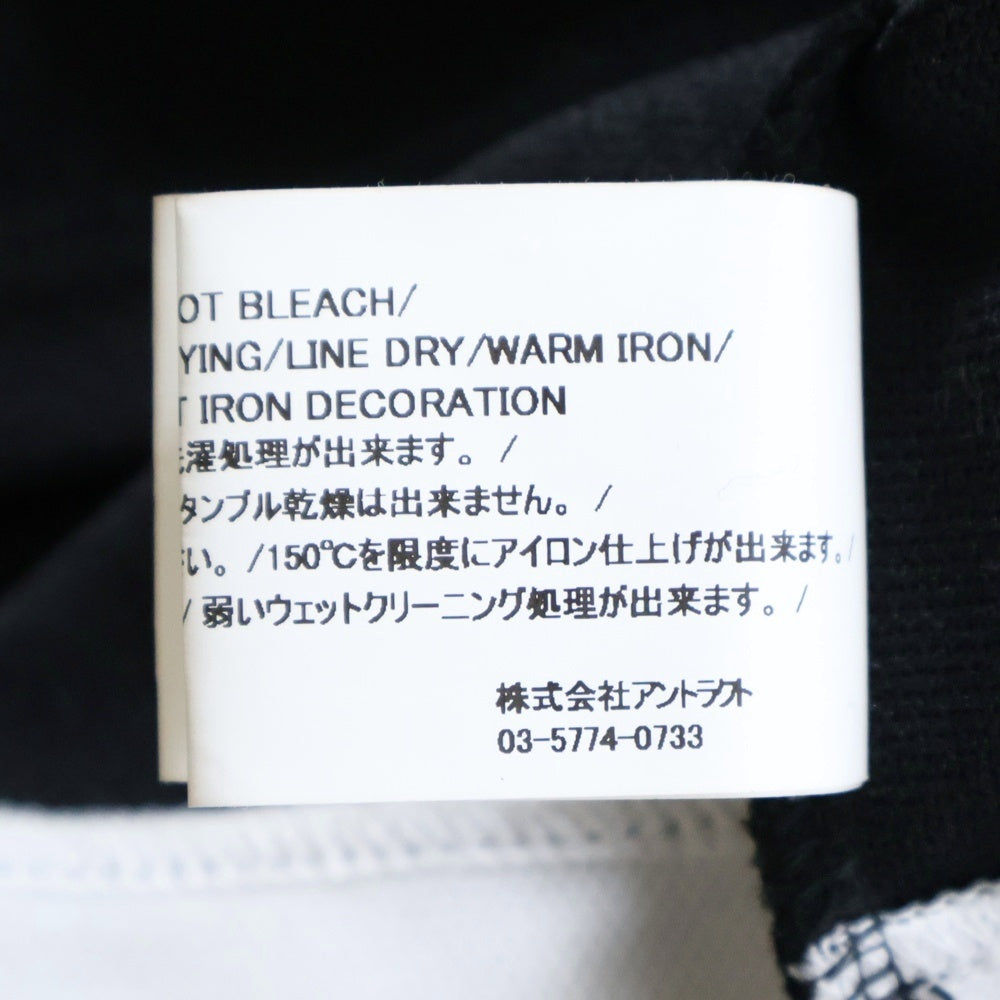 OT BLEACH/
YING/LINE DRY/WARM IRON/
T IRON DECORATION
濯処理が出来ます。/
タンブル乾燥は出来ません。/
い。/150℃を限度にアイロン仕上げが出来ます。/
/弱いウェットクリーニング処理が出来ます。/
株式会社アントラクト
03-5774-0733